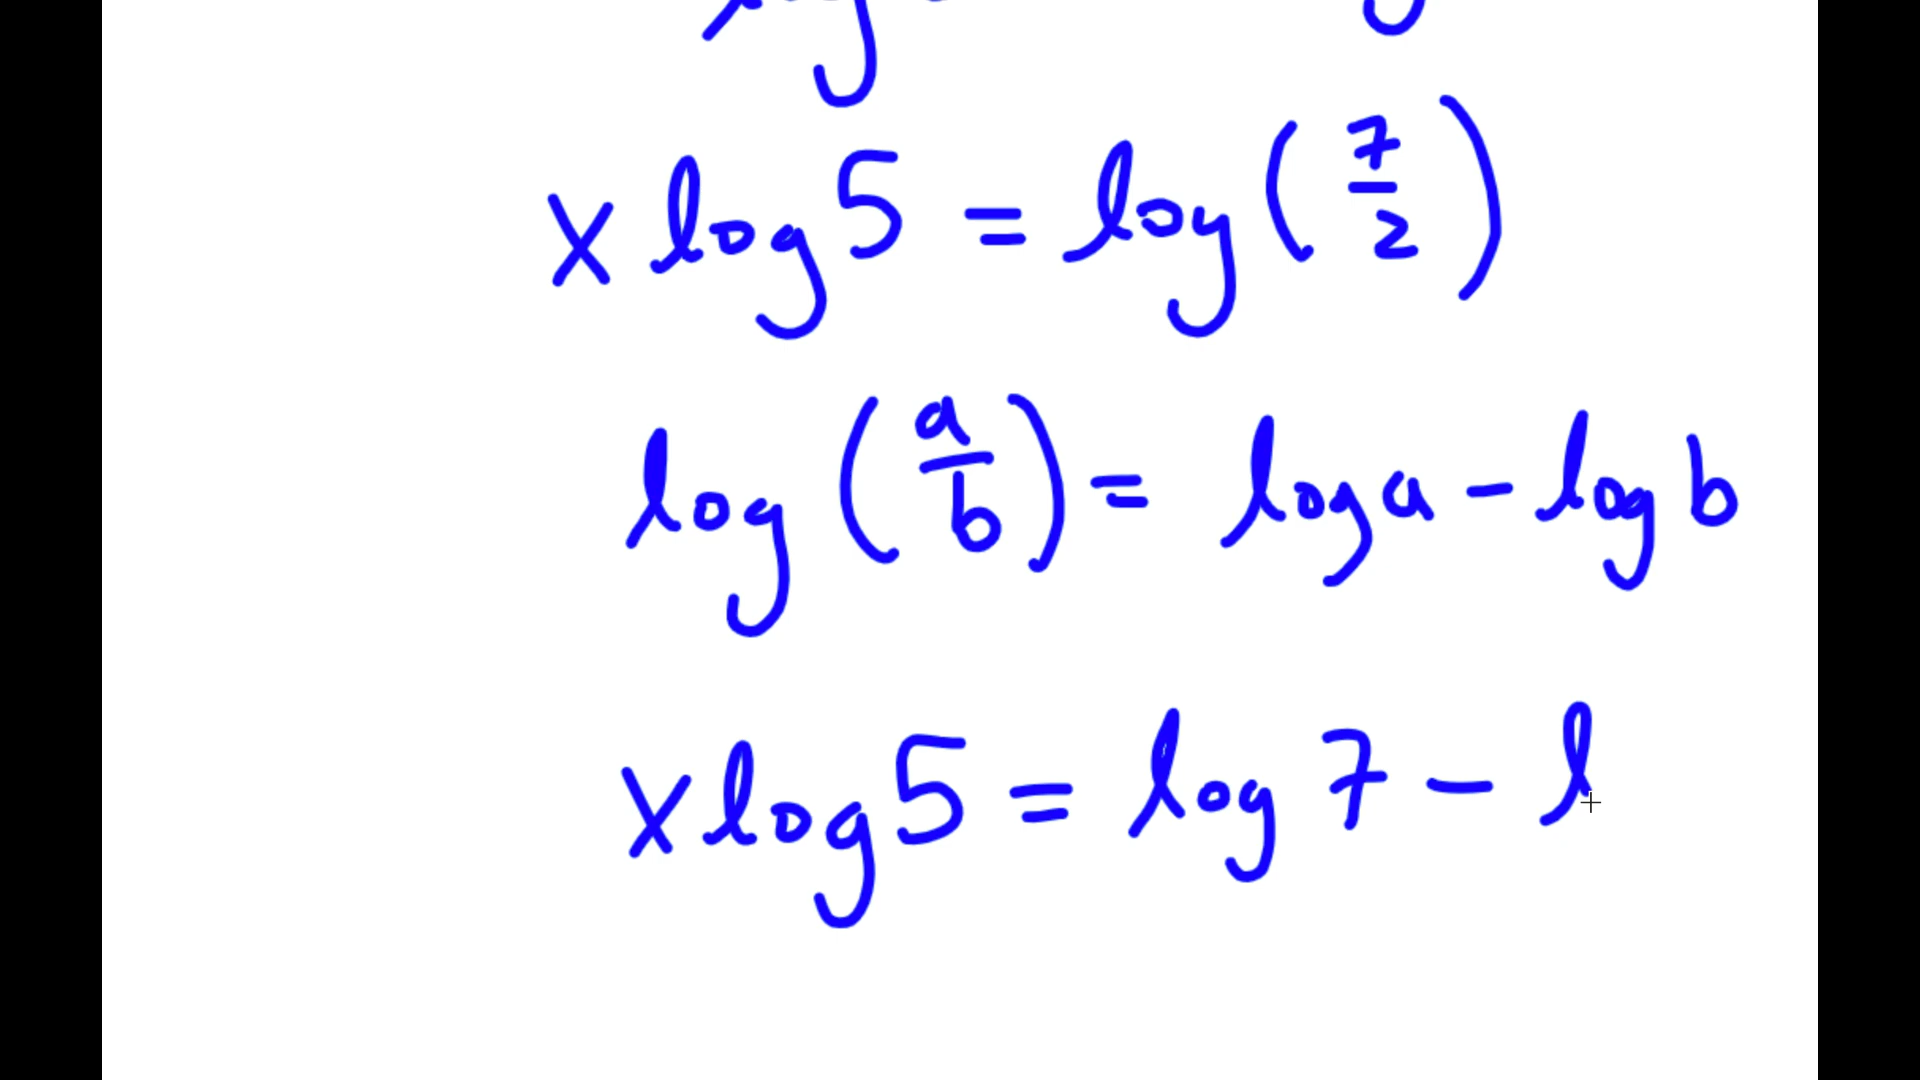 x log 5 = log (7/2)
log (a/b) = log a - log b
x log 5 = log 7 - l